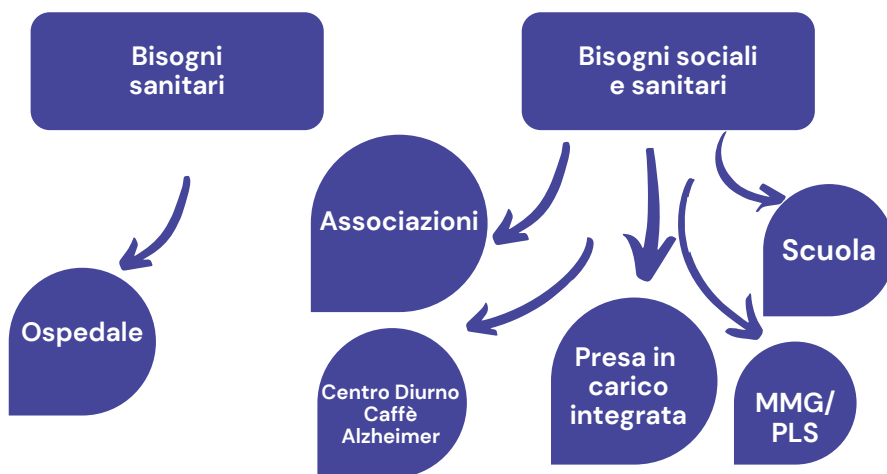 Bisogni
sanitari
Bisogni sociali
e sanitari
Associazioni
Scuola
Ospedale
Centro Diurno
Caffè
Alzheimer
Presa in
carico
integrata
MMG/
PLS